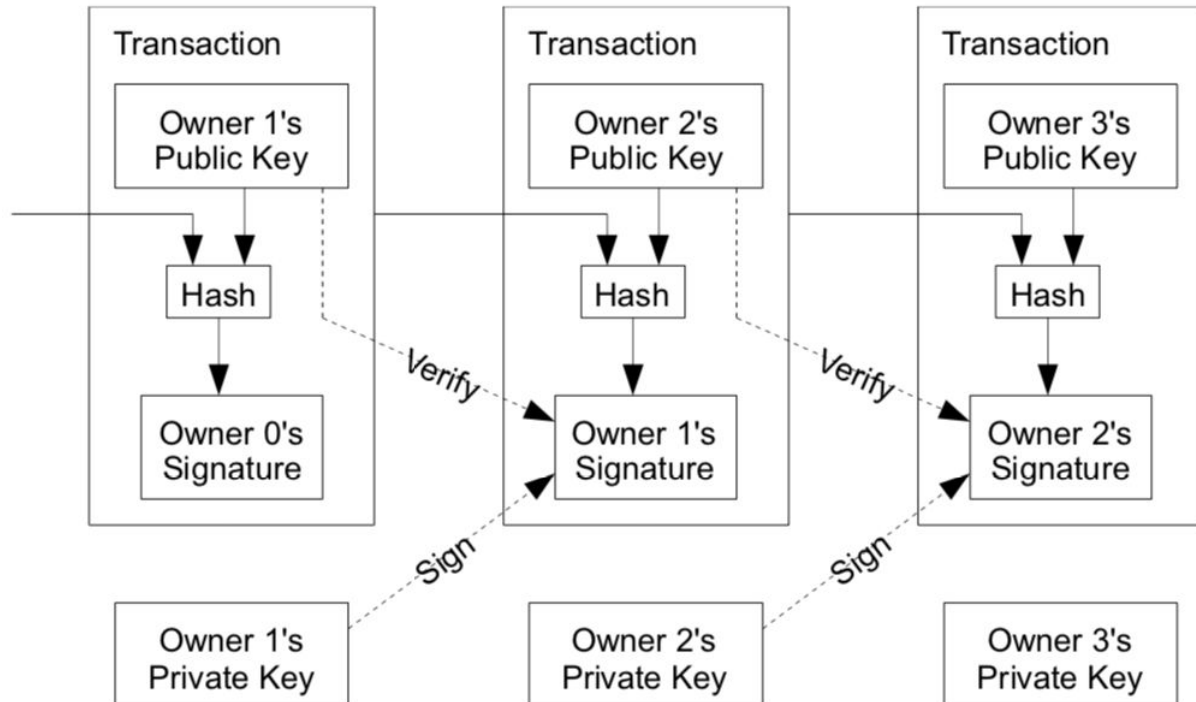 Transaction
Transaction
Transaction
Owner 1's
Public Key
Owner 2's
Public Key
Owner 3's
Public Key
Hash
Hash
Hash
Verify
Verify
Owner 0's
Signature
Owner 1's
Signature
Owner 2's
Signature
Sign
Sign
Owner 1's
Private Key
Owner 2's
Private Key
Owner 3's
Private Key